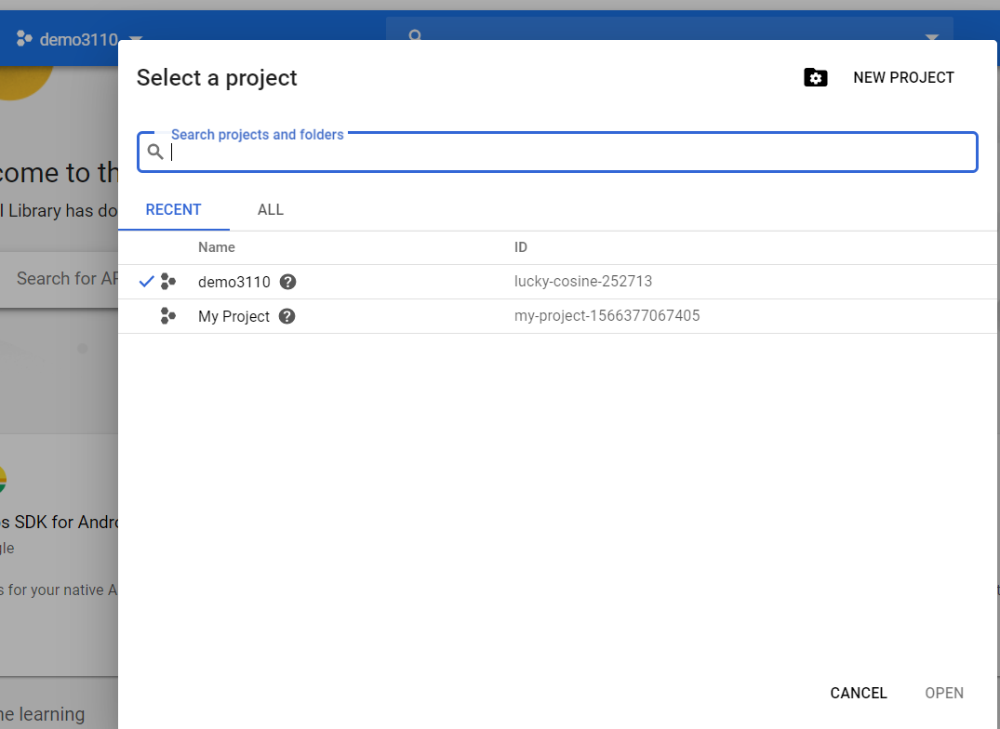 demo3110
Select a project
NEW PROJECT
Search projects and folders
RECENT ALL
Name ID
demo3110 lucky-cosine-252713
My Project my-project-1566377067405
CANCEL OPEN
come to th
I Library has do
Search for AP
s SDK for Andro
gle
s for your native A
ne learning